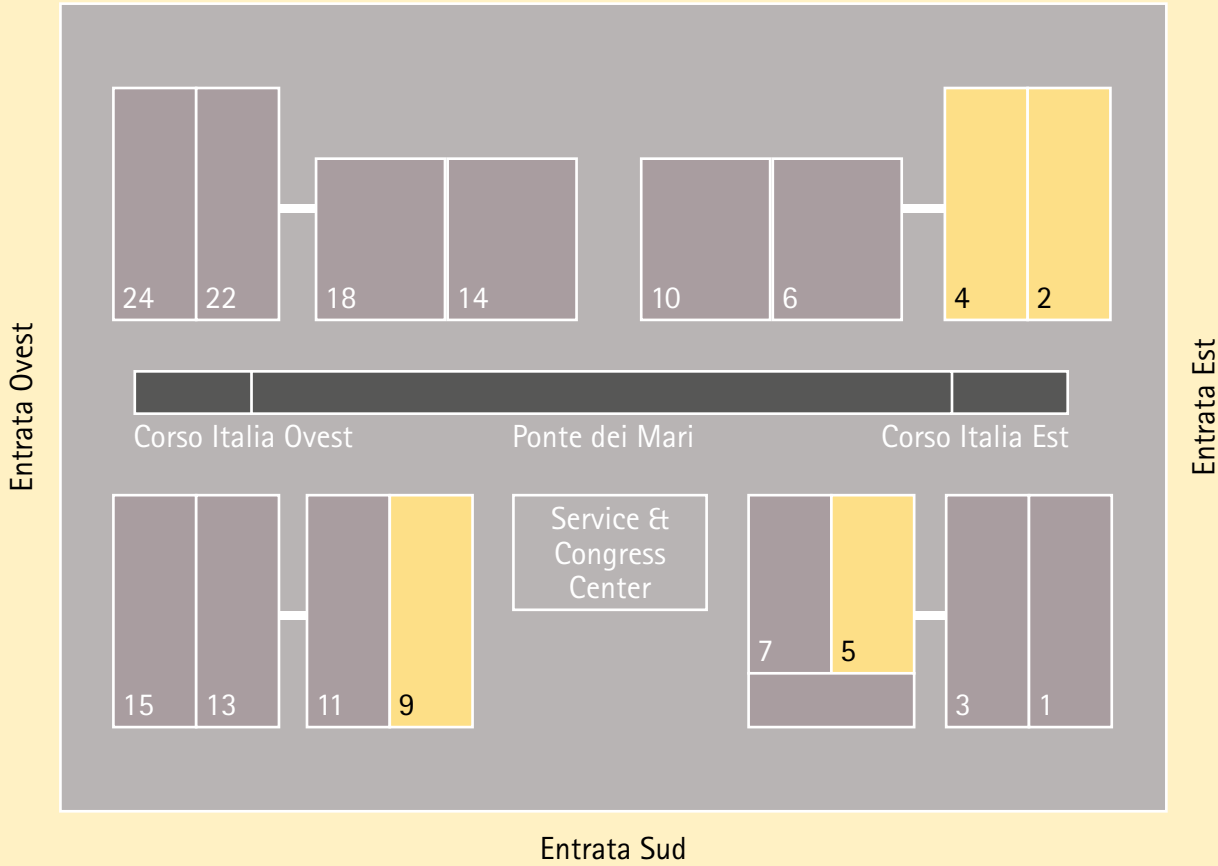 24 22 18 14 10 6 4 2
Entrata Ovest
Entrata Est
Corso Italia Ovest Ponte dei Mari Corso Italia Est
Service &
Congress
Center
7 5
15 13 11 9 3 1
Entrata Sud